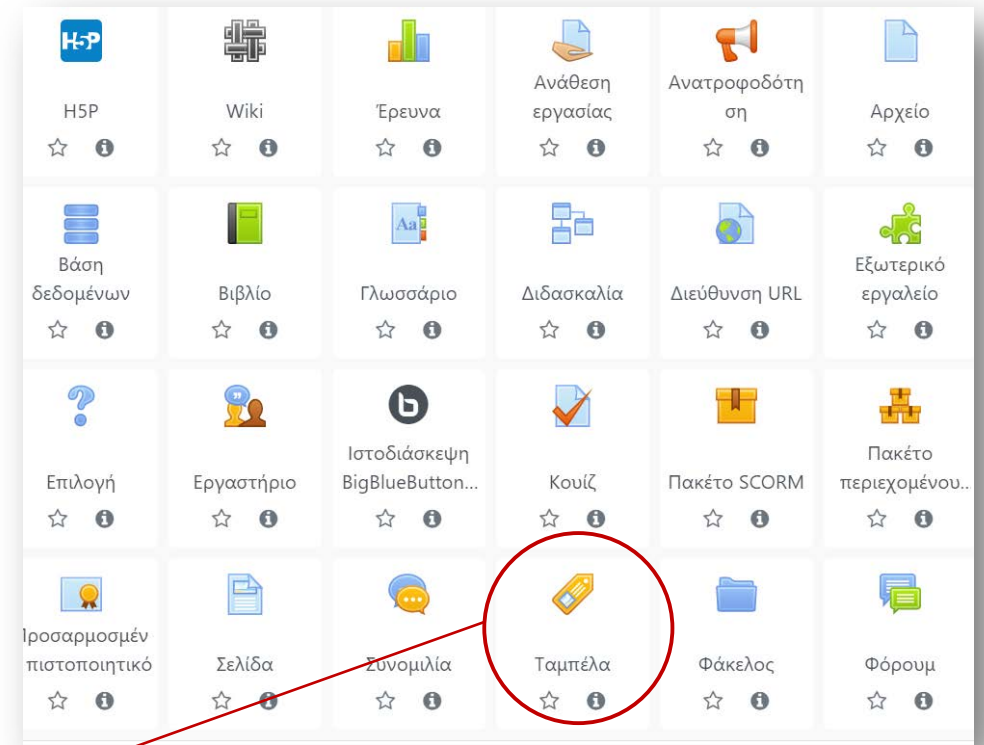 H5P
H5P
Wiki
Έρευνα
Ανάθεση
εργασίας
Ανατροφοδότη
ση
Αρχείο
Βάση
δεδομένων
Βιβλίο
Aa
Γλωσσάριο
Διδασκαλία
Διεύθυνση URL
Εξωτερικό
εργαλείο
Επιλογή
Εργαστήριο
b
Ιστοδιάσκεψη
BigBlueButton...
Κουίζ
Πακέτο SCORM
Πακέτο
περιεχομένου..
Προσαρμοσμέν
πιστοποιητικό
Σελίδα
Συνομιλία
Ταμπέλα
Φάκελος
Φόρουμ